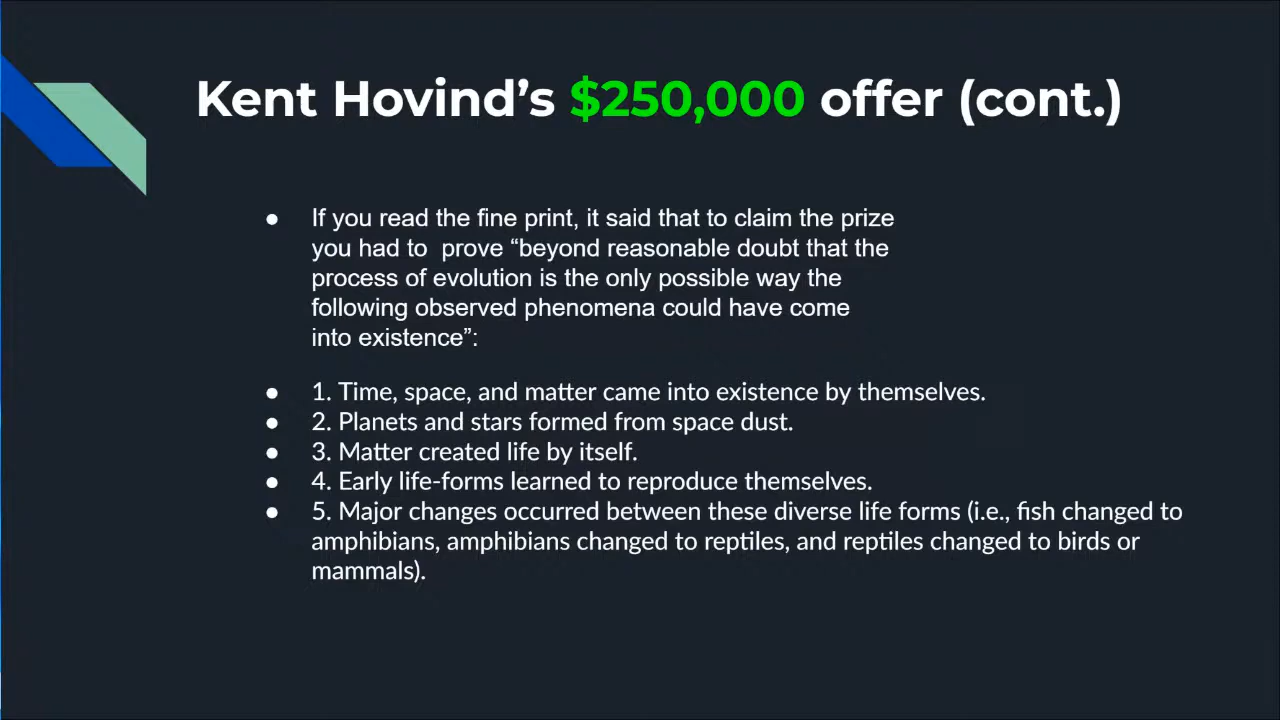 Kent Hovind’s $250,000 offer (cont.)
● If you read the fine print, it said that to claim the prize
you had to  prove “beyond reasonable doubt that the
process of evolution is the only possible way the
following observed phenomena could have come
into existence”:
● 1. Time, space, and matter came into existence by themselves.
● 2. Planets and stars formed from space dust.
● 3. Matter created life by itself.
● 4. Early life-forms learned to reproduce themselves.
● 5. Major changes occurred between these diverse life forms (i.e., fish changed to
amphibians, amphibians changed to reptiles, and reptiles changed to birds or
mammals).